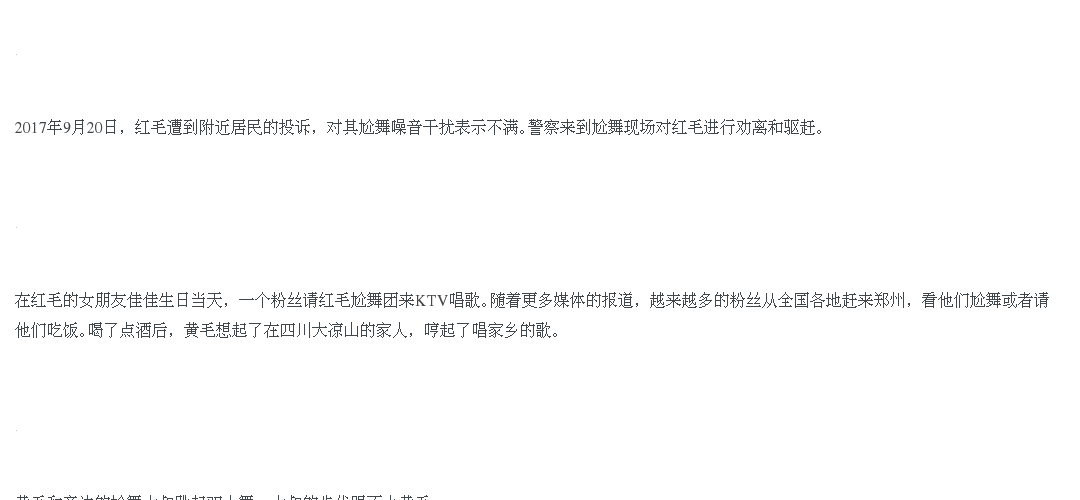 2017年9月20日，红毛遭到附近居民的投诉，对其尬舞噪音干扰表示不满。警察来到尬舞现场对红毛进行劝离和驱赶。
在红毛的女朋友佳佳生日当天，一个粉丝请红毛尬舞团来KTV唱歌。随着更多媒体的报道，越来越多的粉丝从全国各地赶来郑州，看他们尬舞或者请
他们吃饭。喝了点酒后，黄毛想起了在四川大凉山的家人，哼起了唱家乡的歌。